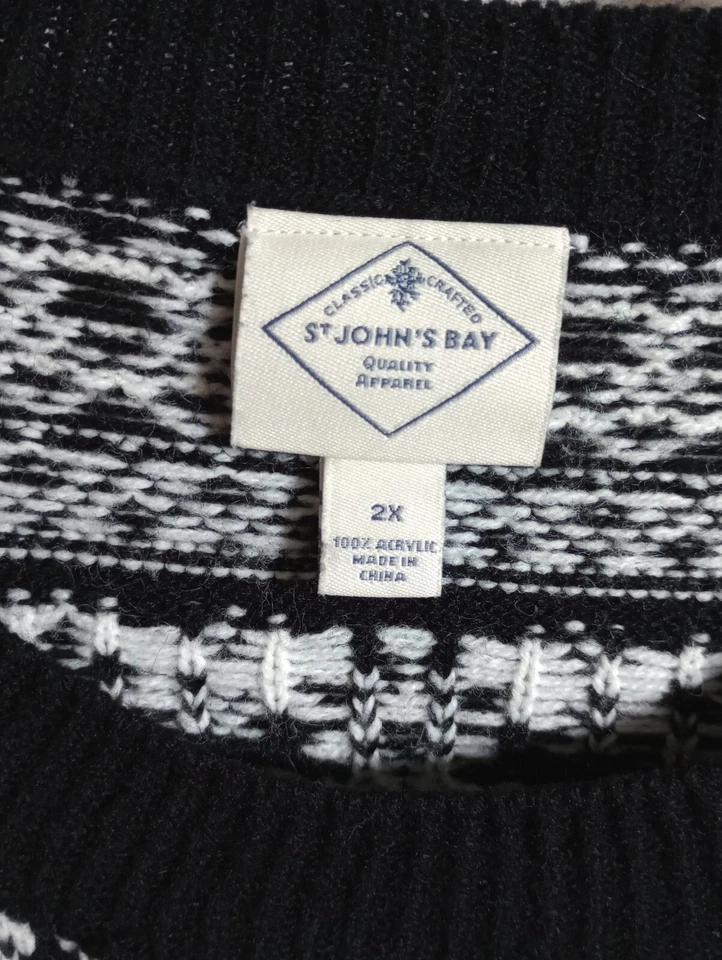 CLASSIC CRAFTED
ST JOHN'S BAY
QUALITY
APPAREL
2X
100% ACRYLIC
MADE IN
CHINA